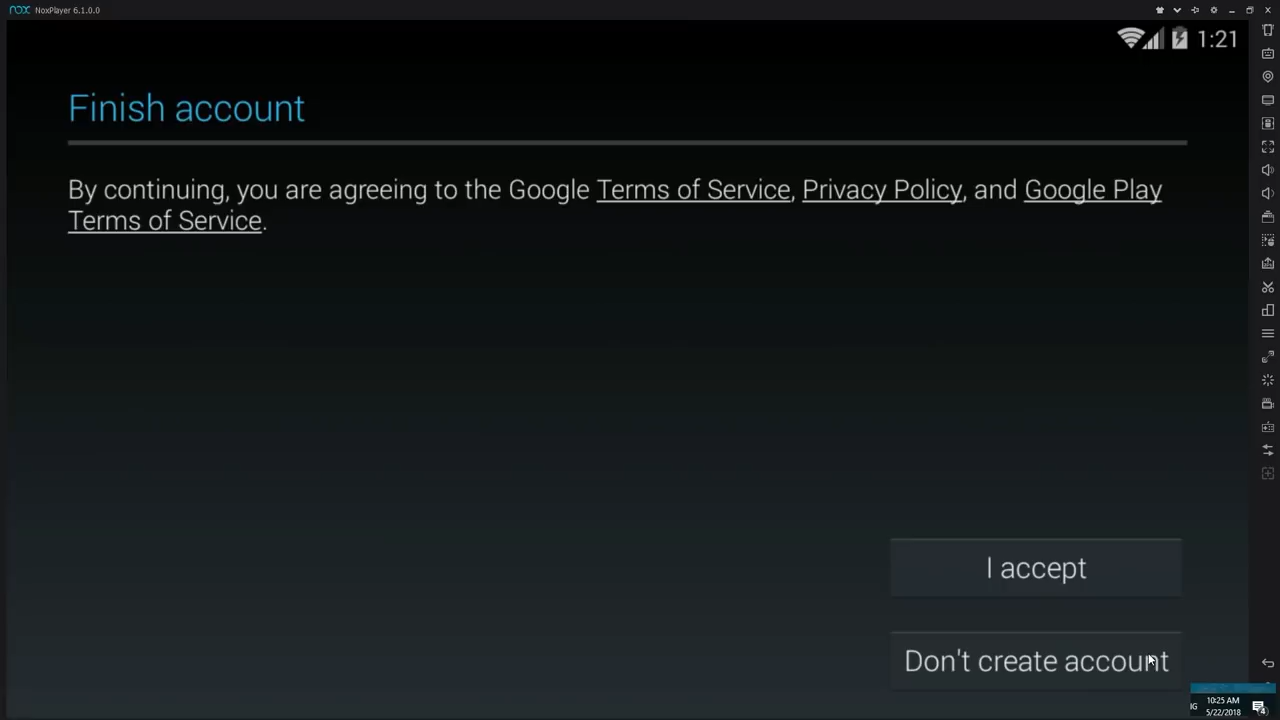 nox NoxPlayer 6.1.0.0
1:21
Finish account
By continuing, you are agreeing to the Google Terms of Service, Privacy Policy, and Google Play
Terms of Service.
I accept
Don't create account
10:25 AM
5/22/2018
4